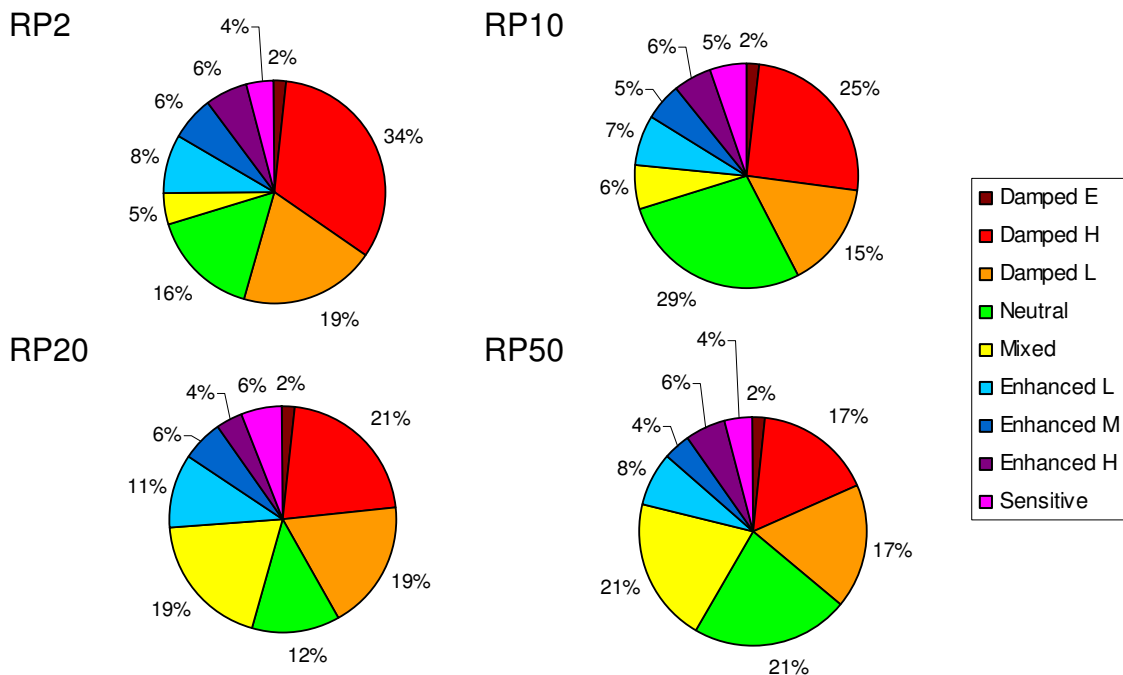 RP2
4%
2%
6%
6%
8%
5%
16%
19%
34%
RP10
6%
5%
2%
5%
7%
6%
29%
15%
25%
RP20
4%
6%
2%
6%
11%
19%
12%
19%
21%
RP50
4%
6%
2%
4%
8%
21%
21%
17%
17%
Damped E
Damped H
Damped L
Neutral
Mixed
Enhanced L
Enhanced M
Enhanced H
Sensitive